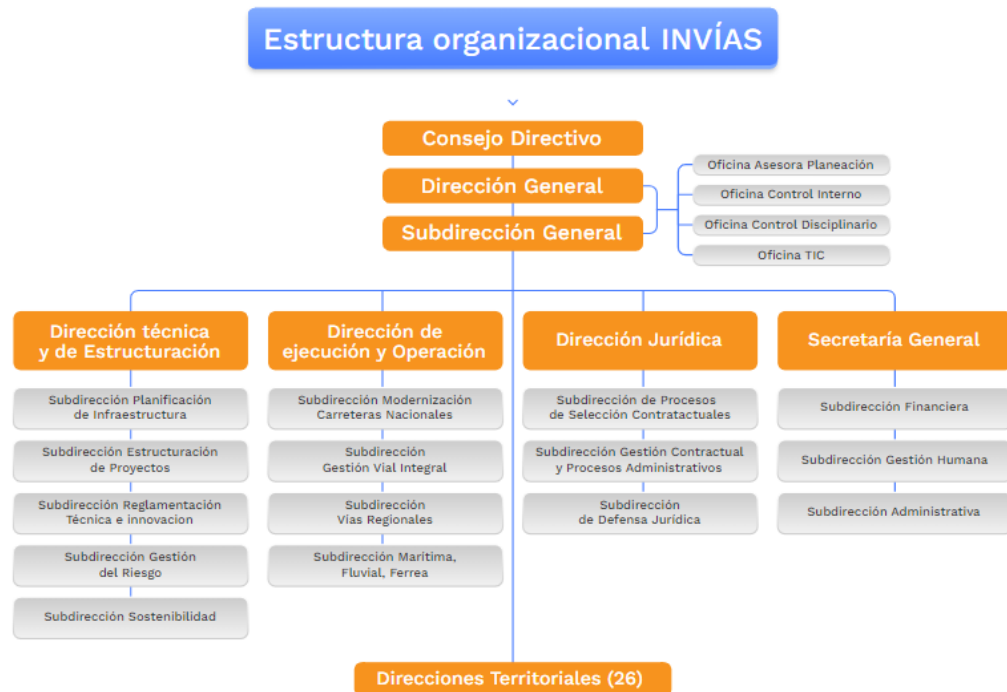 Estructura organizacional INVÍAS
Consejo Directivo
Dirección General
Subdirección General
Oficina Asesora Planeación
Oficina Control Interno
Oficina Control Disciplinario
Oficina TIC
Dirección técnica
y de Estructuración
Subdirección Planificación
de Infraestructura
Subdirección Estructuración
de Proyectos
Subdirección Reglamentación
Técnica e innovacion
Subdirección Gestión
del Riesgo
Subdirección Sostenibilidad
Dirección de
ejecución y Operación
Subdirección Modernización
Carreteras Nacionales
Subdirección
Gestión Vial Integral
Subdirección
Vías Regionales
Subdirección Marítima,
Fluvial, Ferrea
Dirección Jurídica
Subdirección de Procesos
de Selección Contratactuales
Subdirección Gestión Contractual
y Procesos Administrativos
Subdirección
de Defensa Jurídica
Secretaría General
Subdirección Financiera
Subdirección Gestión Humana
Subdirección Administrativa
Direcciones Territoriales (26)